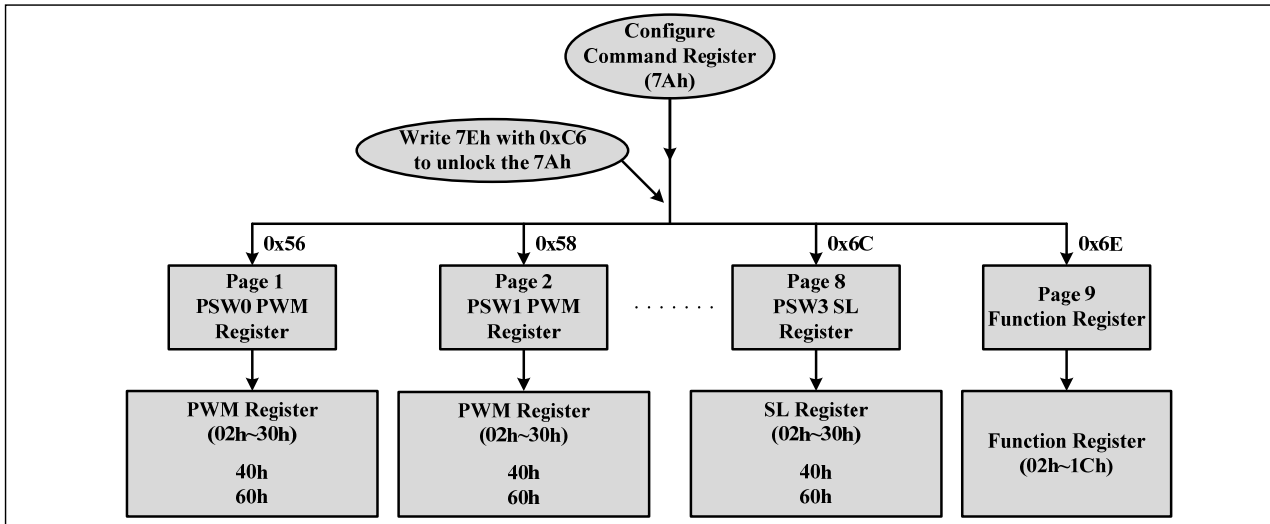 Configure
Command Register
(7Ah)
Write 7Eh with 0xC6
to unlock the 7Ah
0x56
0x58
0x6C
0x6E
Page 1
PSW0 PWM
Register
Page 2
PSW1 PWM
Register
. . . . . . .
Page 8
PSW3 SL
Register
Page 9
Function Register
PWM Register
(02h~30h)
40h
60h
PWM Register
(02h~30h)
40h
60h
SL Register
(02h~30h)
40h
60h
Function Register
(02h~1Ch)